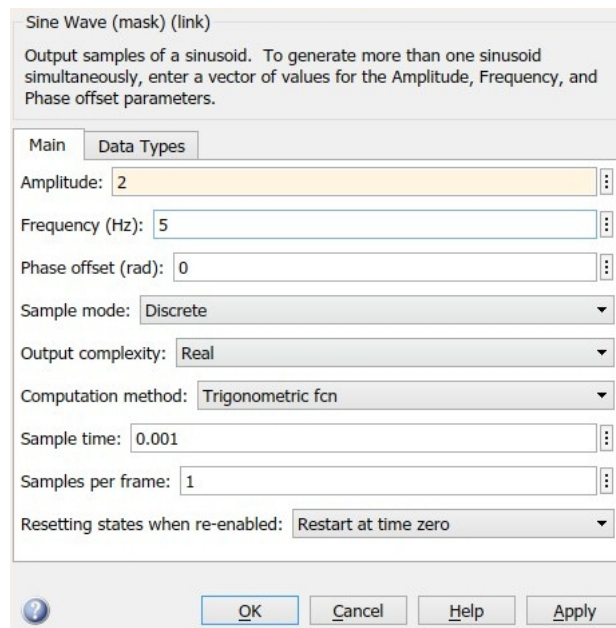 Sine Wave (mask) (link)
Output samples of a sinusoid. To generate more than one sinusoid
simultaneously, enter a vector of values for the Amplitude, Frequency, and
Phase offset parameters.
Main Data Types
Amplitude: 2
Frequency (Hz): 5
Phase offset (rad): 0
Sample mode: Discrete
Output complexity: Real
Computation method: Trigonometric fcn
Sample time: 0.001
Samples per frame: 1
Resetting states when re-enabled: Restart at time zero
? OK Cancel Help Apply